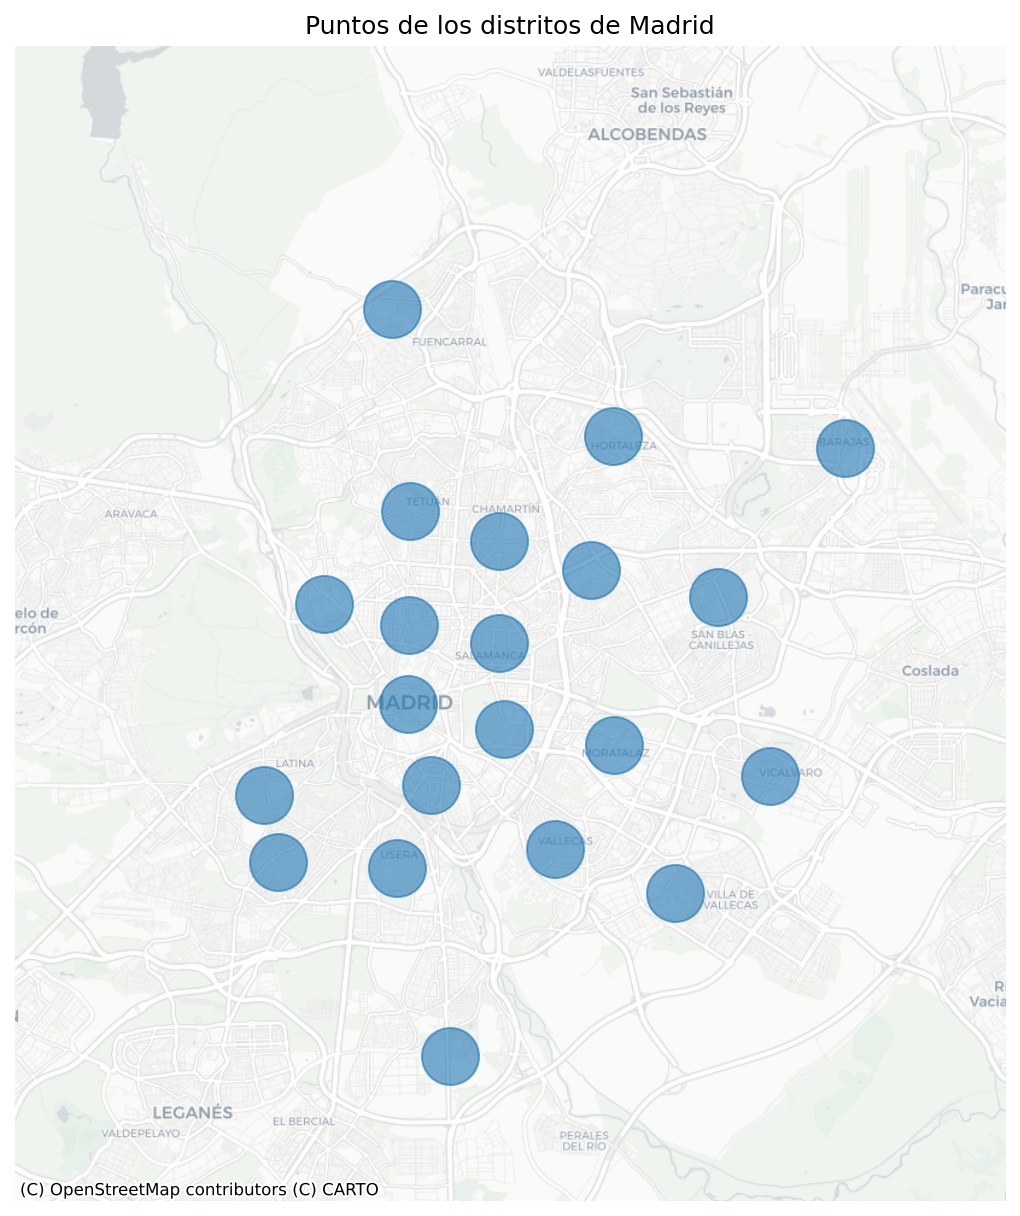 Puntos de los distritos de Madrid
VALDELASFUENTES
San Sebastián
de los Reyes
ALCOBENDAS
Paracu
Jar
FUENCARRAL
HORTALEZA
BARAJAS
TETUÁN
CHAMARTÍN
ARAVACA
elo de
rcón
SAN BLAS -
CANILLEJAS
SALAMANCA
Coslada
MADRID
MORATALAZ
LATINA
VICÁLVARO
VALLECAS
USERA
VILLA DE
VALLECAS
R
Vacia
N
LEGANÉS
EL BERCIAL
VALDEPELAYO
PERALES
DEL RÍO
(C) OpenStreetMap contributors (C) CARTO